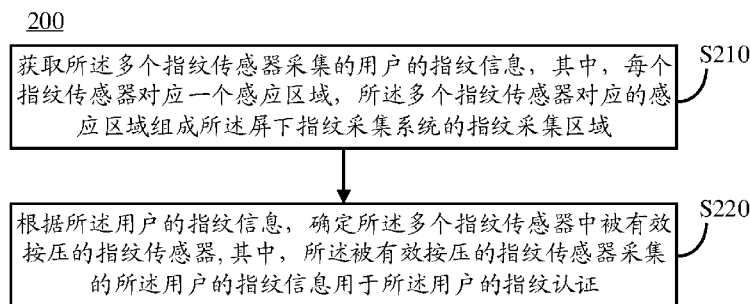 200
获取所述多个指纹传感器采集的用户的指纹信息，其中，每个
指纹传感器对应一个感应区域，所述多个指纹传感器对应的感
应区域组成所述屏下指纹采集系统的指纹采集区域
S210
根据所述用户的指纹信息，确定所述多个指纹传感器中被有效
按压的指纹传感器,其中，所述被有效按压的指纹传感器采集
的所述用户的指纹信息用于所述用户的指纹认证
S220